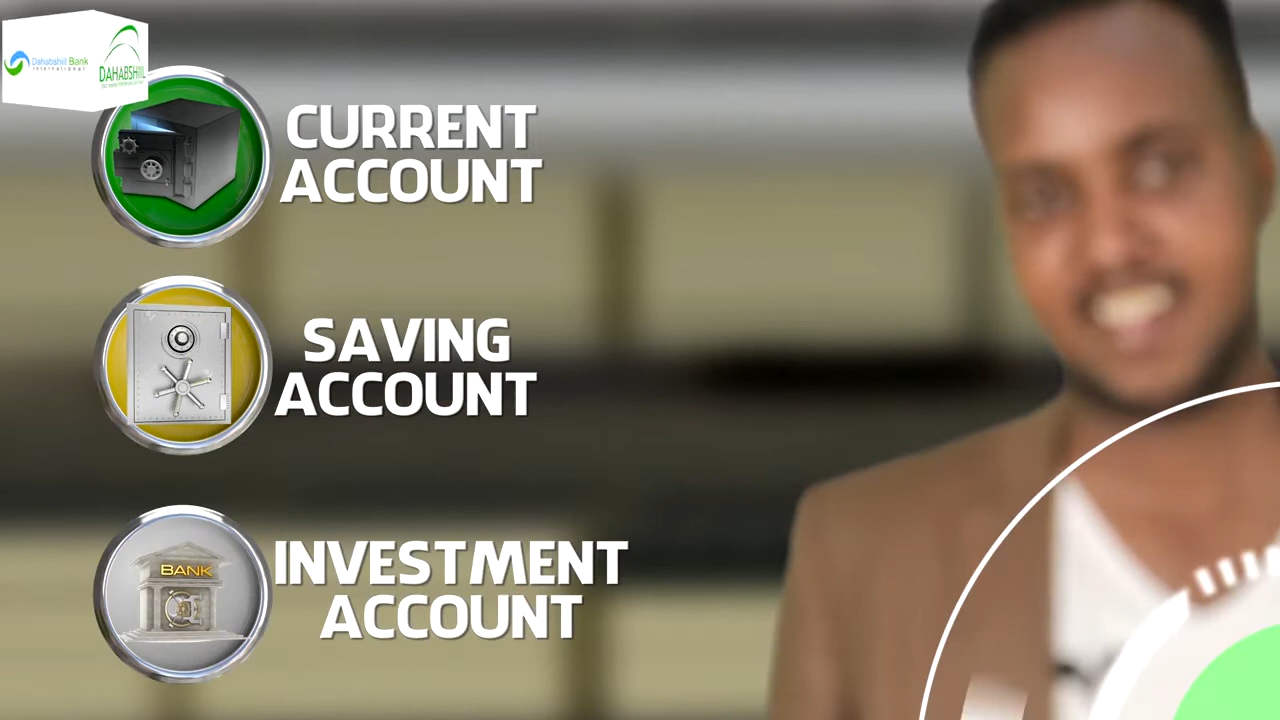 Dahabshiil Bank
International
DAHABSHIIL
CURRENT
ACCOUNT
SAVING
ACCOUNT
INVESTMENT
ACCOUNT
BANK